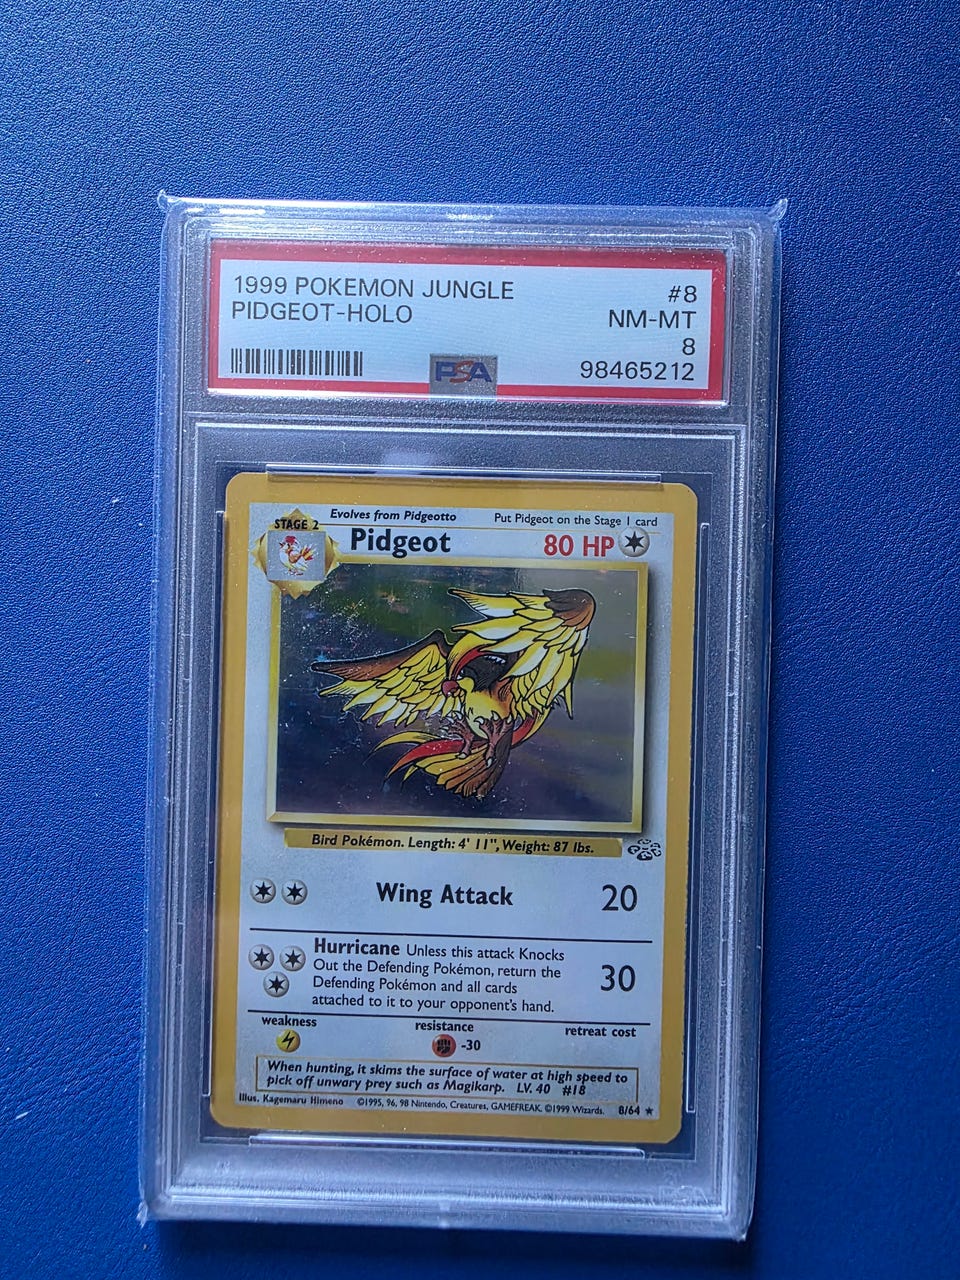 1999 POKEMON JUNGLE #8
PIDGEOT-HOLO NM-MT
8
PSA 98465212
Evolves from Pidgeotto Put Pidgeot on the Stage 1 card
STAGE 2
Pidgeot 80 HP
Bird Pokémon. Length: 4' 11", Weight: 87 lbs.
Wing Attack 20
Hurricane Unless this attack Knocks
Out the Defending Pokémon, return the
Defending Pokémon and all cards
attached to it to your opponent's hand.
30
weakness resistance retreat cost
-30
When hunting, it skims the surface of water at high speed to
pick off unwary prey such as Magikarp. LV. 40 #18
Illus. Kagemaru Himeno ©1995, 96, 98 Nintendo, Creatures, GAMEFREAK. ©1999 Wizards. 8/64 ★
PSA